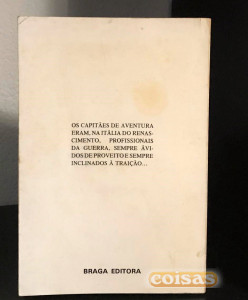 OS CAPITÃES DE AVENTURA
ERAM, NA ITÁLIA DO RENAS-
CIMENTO, PROFISSIONAIS
DA GUERRA, SEMPRE ÁVI-
DOS DE PROVEITO E SEMPRE
INCLINADOS À TRAIÇÃO...
BRAGA EDITORA
coisas